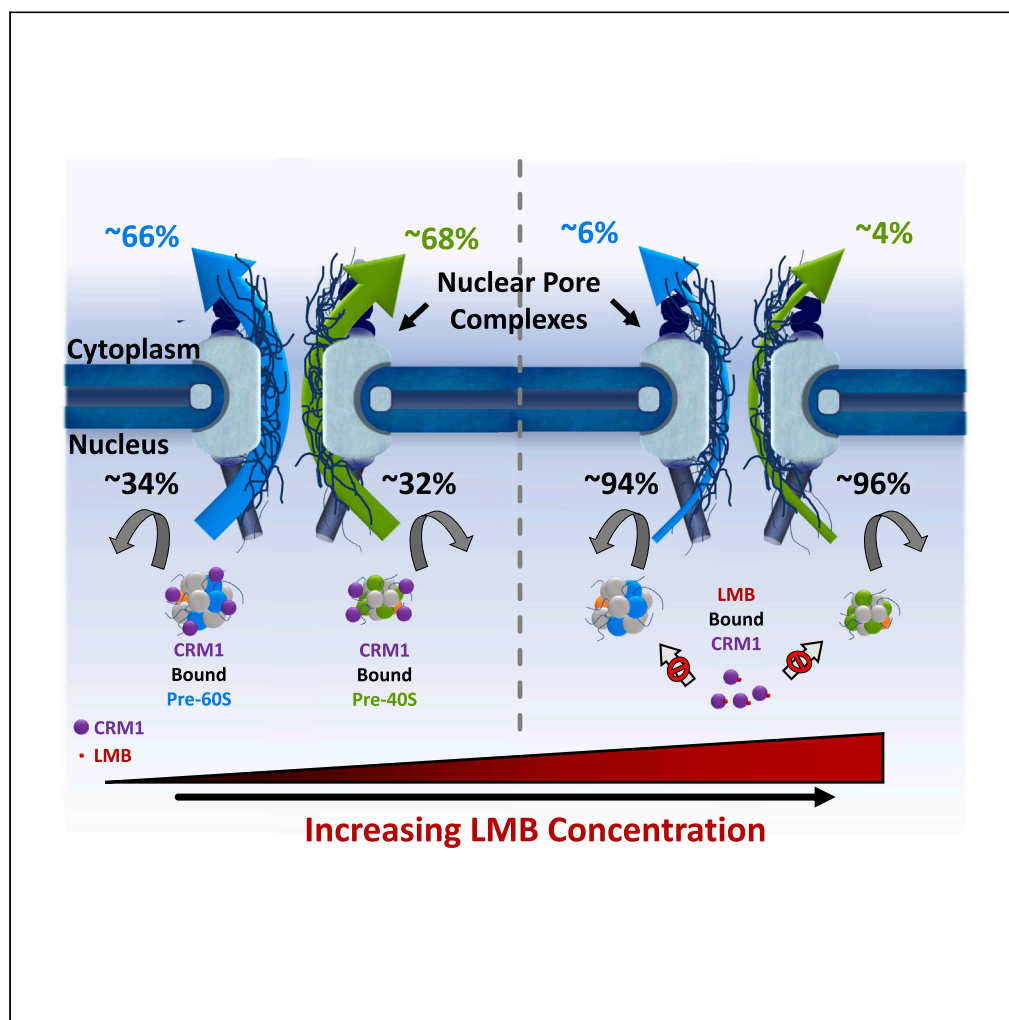 ~66%
~68%
~6%
~4%
Nuclear Pore
Complexes
Cytoplasm
Nucleus
~34%
~32%
~94%
~96%
CRM1
Bound
Pre-60S
CRM1
Bound
Pre-40S
LMB
Bound
CRM1
CRM1
LMB
Increasing LMB Concentration